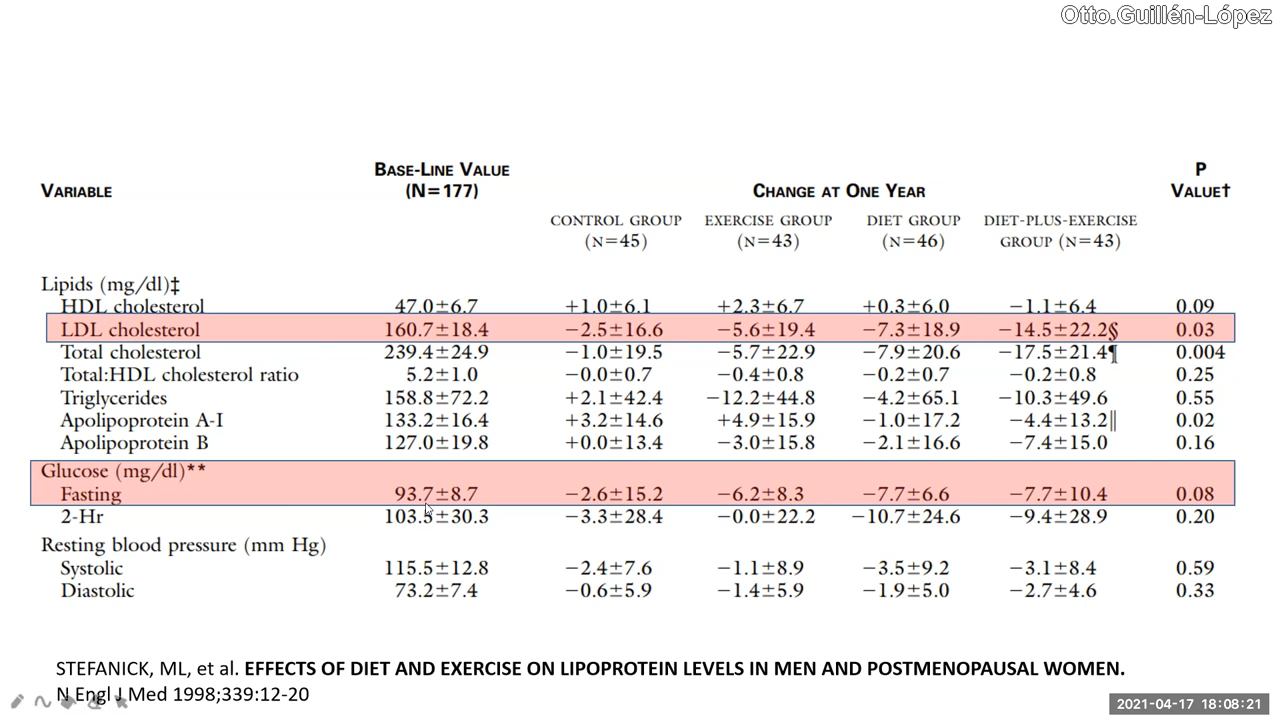 Otto.Guillén-López
BASE-LINE VALUE P
VARIABLE (N=177) CHANGE AT ONE YEAR VALUE†
CONTROL GROUP EXERCISE GROUP DIET GROUP DIET-PLUS-EXERCISE
(N=45) (N=43) (N=46) GROUP (N=43)
Lipids (mg/dl)‡
HDL cholesterol 47.0±6.7 +1.0±6.1 +2.3±6.7 +0.3±6.0 −1.1±6.4 0.09
LDL cholesterol 160.7±18.4 −2.5±16.6 −5.6±19.4 −7.3±18.9 −14.5±22.2§ 0.03
Total cholesterol 239.4±24.9 −1.0±19.5 −5.7±22.9 −7.9±20.6 −17.5±21.4¶ 0.004
Total:HDL cholesterol ratio 5.2±1.0 −0.0±0.7 −0.4±0.8 −0.2±0.7 −0.2±0.8 0.25
Triglycerides 158.8±72.2 +2.1±42.4 −12.2±44.8 −4.2±65.1 −10.3±49.6 0.55
Apolipoprotein A-I 133.2±16.4 +3.2±14.6 +4.9±15.9 −1.0±17.2 −4.4±13.2‖ 0.02
Apolipoprotein B 127.0±19.8 +0.0±13.4 −3.0±15.8 −2.1±16.6 −7.4±15.0 0.16
Glucose (mg/dl)**
Fasting 93.7±8.7 −2.6±15.2 −6.2±8.3 −7.7±6.6 −7.7±10.4 0.08
2-Hr 103.5±30.3 −3.3±28.4 −0.0±22.2 −10.7±24.6 −9.4±28.9 0.20
Resting blood pressure (mm Hg)
Systolic 115.5±12.8 −2.4±7.6 −1.1±8.9 −3.5±9.2 −3.1±8.4 0.59
Diastolic 73.2±7.4 −0.6±5.9 −1.4±5.9 −1.9±5.0 −2.7±4.6 0.33
STEFANICK, ML, et al. EFFECTS OF DIET AND EXERCISE ON LIPOPROTEIN LEVELS IN MEN AND POSTMENOPAUSAL WOMEN.
N Engl J Med 1998;339:12-20
2021-04-17 18:08:21